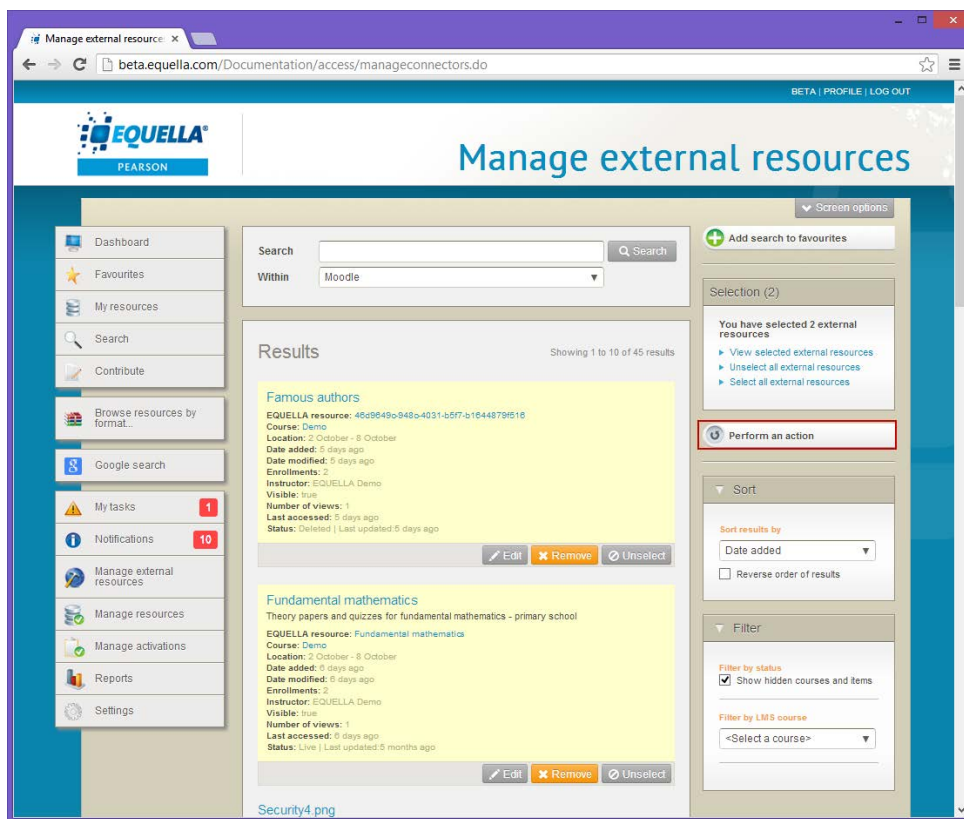 Manage external resource
beta.equella.com/Documentation/access/manageconnectors.do
BETA | PROFILE | LOG OUT
EQUELLA®
PEARSON
Manage external resources
Screen options
Dashboard
Favourites
My resources
Search
Contribute
Browse resources by
format...
Google search
My tasks 1
Notifications 10
Manage external
resources
Manage resources
Manage activations
Reports
Settings
Search
Search
Within Moodle
Results
Showing 1 to 10 of 45 results
Famous authors
EQUELLA resource:
Course: Demo
Location: 2 October - 8 October
Date added: 5 days ago
Date modified: 5 days ago
Enrollments: 2
Instructor: EQUELLA Demo
Visible: true
Number of views: 1
Last accessed: 5 days ago
Status: Deleted | Last updated:5 days ago
Edit Remove Unselect
Fundamental mathematics
Theory papers and quizzes for fundamental mathematics - primary school
EQUELLA resource: Fundamental mathematics
Course: Demo
Location: 2 October - 8 October
Date added: 6 days ago
Date modified: 6 days ago
Enrollments: 2
Instructor: EQUELLA Demo
Visible: true
Number of views: 1
Last accessed: 6 days ago
Status: Live | Last updated:5 months ago
Edit Remove Unselect
Security4.png
Add search to favourites
Selection (2)
You have selected 2 external
resources
View selected external resources
Unselect all external resources
Select all external resources
Perform an action
Sort
Sort results by
Date added
Reverse order of results
Filter
Filter by status
Show hidden courses and items
Filter by LMS course
<Select a course>